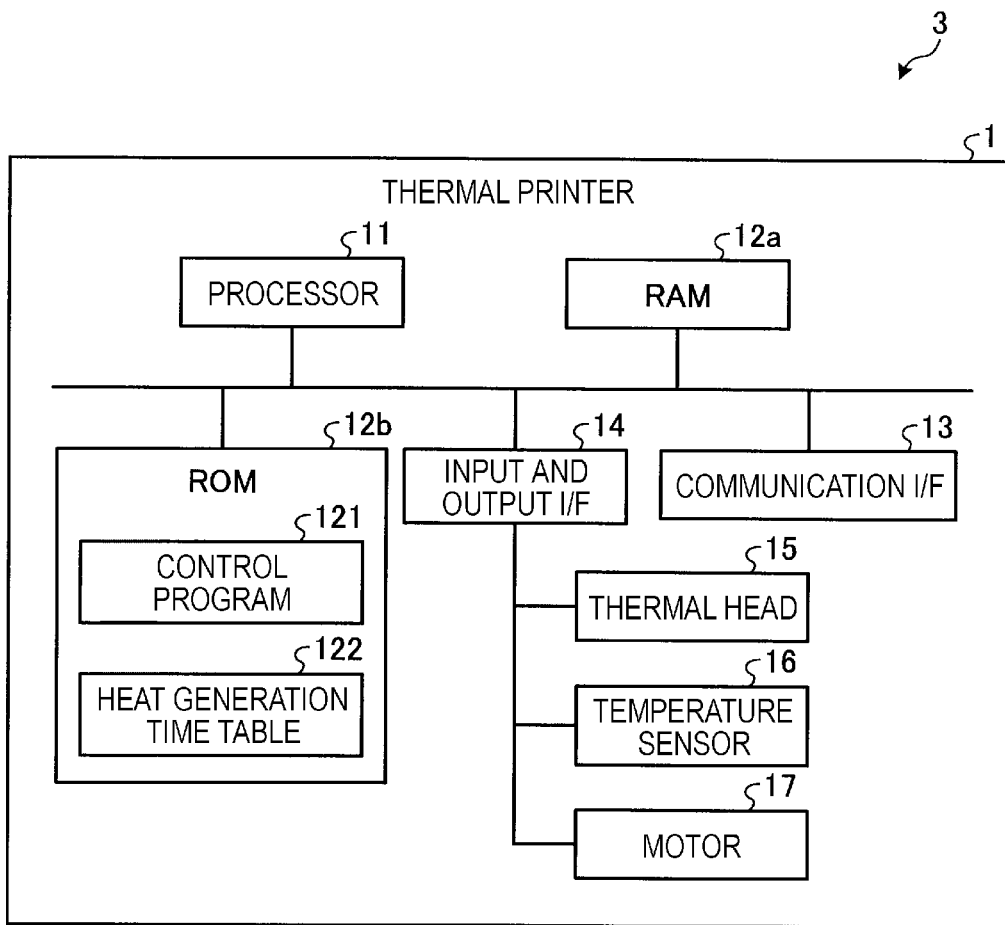 3
1
THERMAL PRINTER
11
PROCESSOR
12a
RAM
12b
ROM
121
CONTROL
PROGRAM
122
HEAT GENERATION
TIME TABLE
14
INPUT AND
OUTPUT I/F
13
COMMUNICATION I/F
15
THERMAL HEAD
16
TEMPERATURE
SENSOR
17
MOTOR